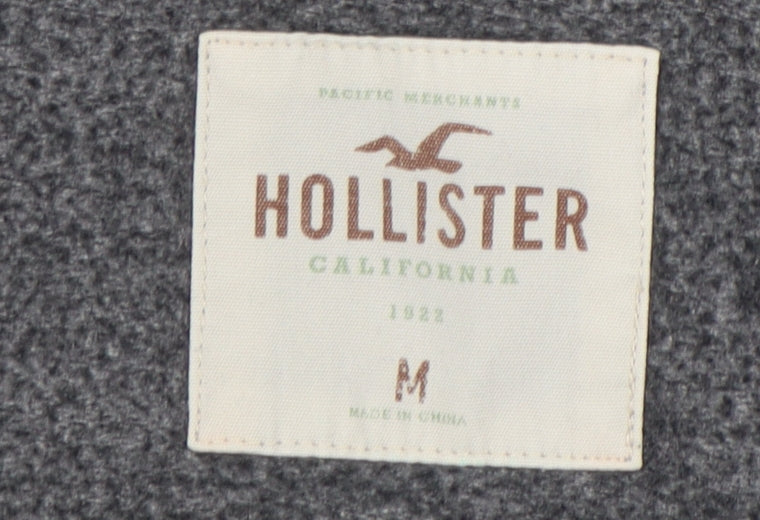 PACIFIC MERCHANTS
HOLLISTER
CALIFORNIA
1922
M
MADE IN CHINA